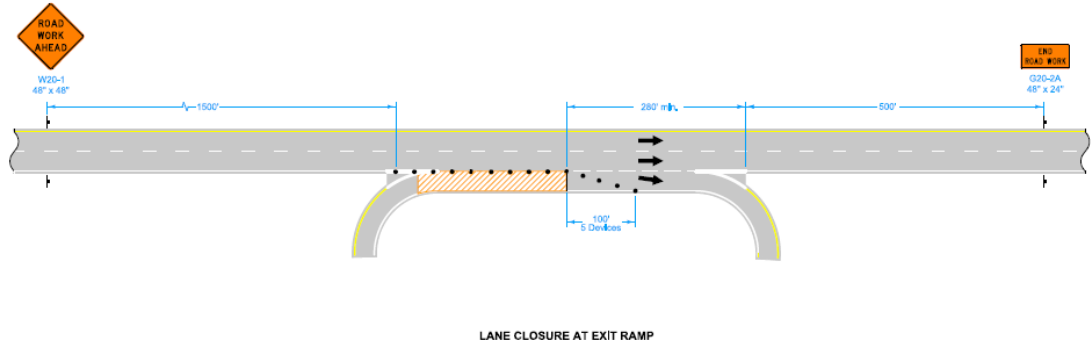 ROAD
WORK
AHEAD
W20-1
48" x 48"
END
ROAD WORK
G20-2A
48" x 24"
1500'
280' min.
500'
100'
5 Devices
LANE CLOSURE AT EXIT RAMP